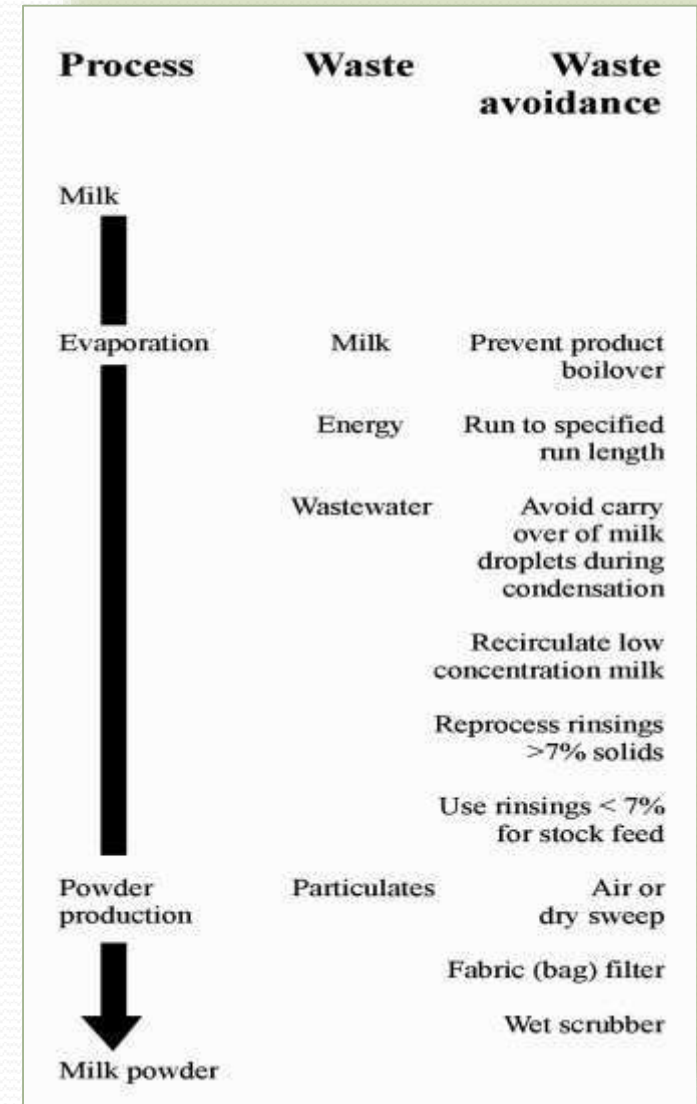 Process Waste Waste
avoidance
Milk
Evaporation Milk Prevent product
boilover
Energy Run to specified
run length
Wastewater Avoid carry
over of milk
droplets during
condensation
Recirculate low
concentration milk
Reprocess rinsings
>7% solids
Use rinsings < 7%
for stock feed
Powder Particulates Air or
production dry sweep
Fabric (bag) filter
Wet scrubber
Milk powder